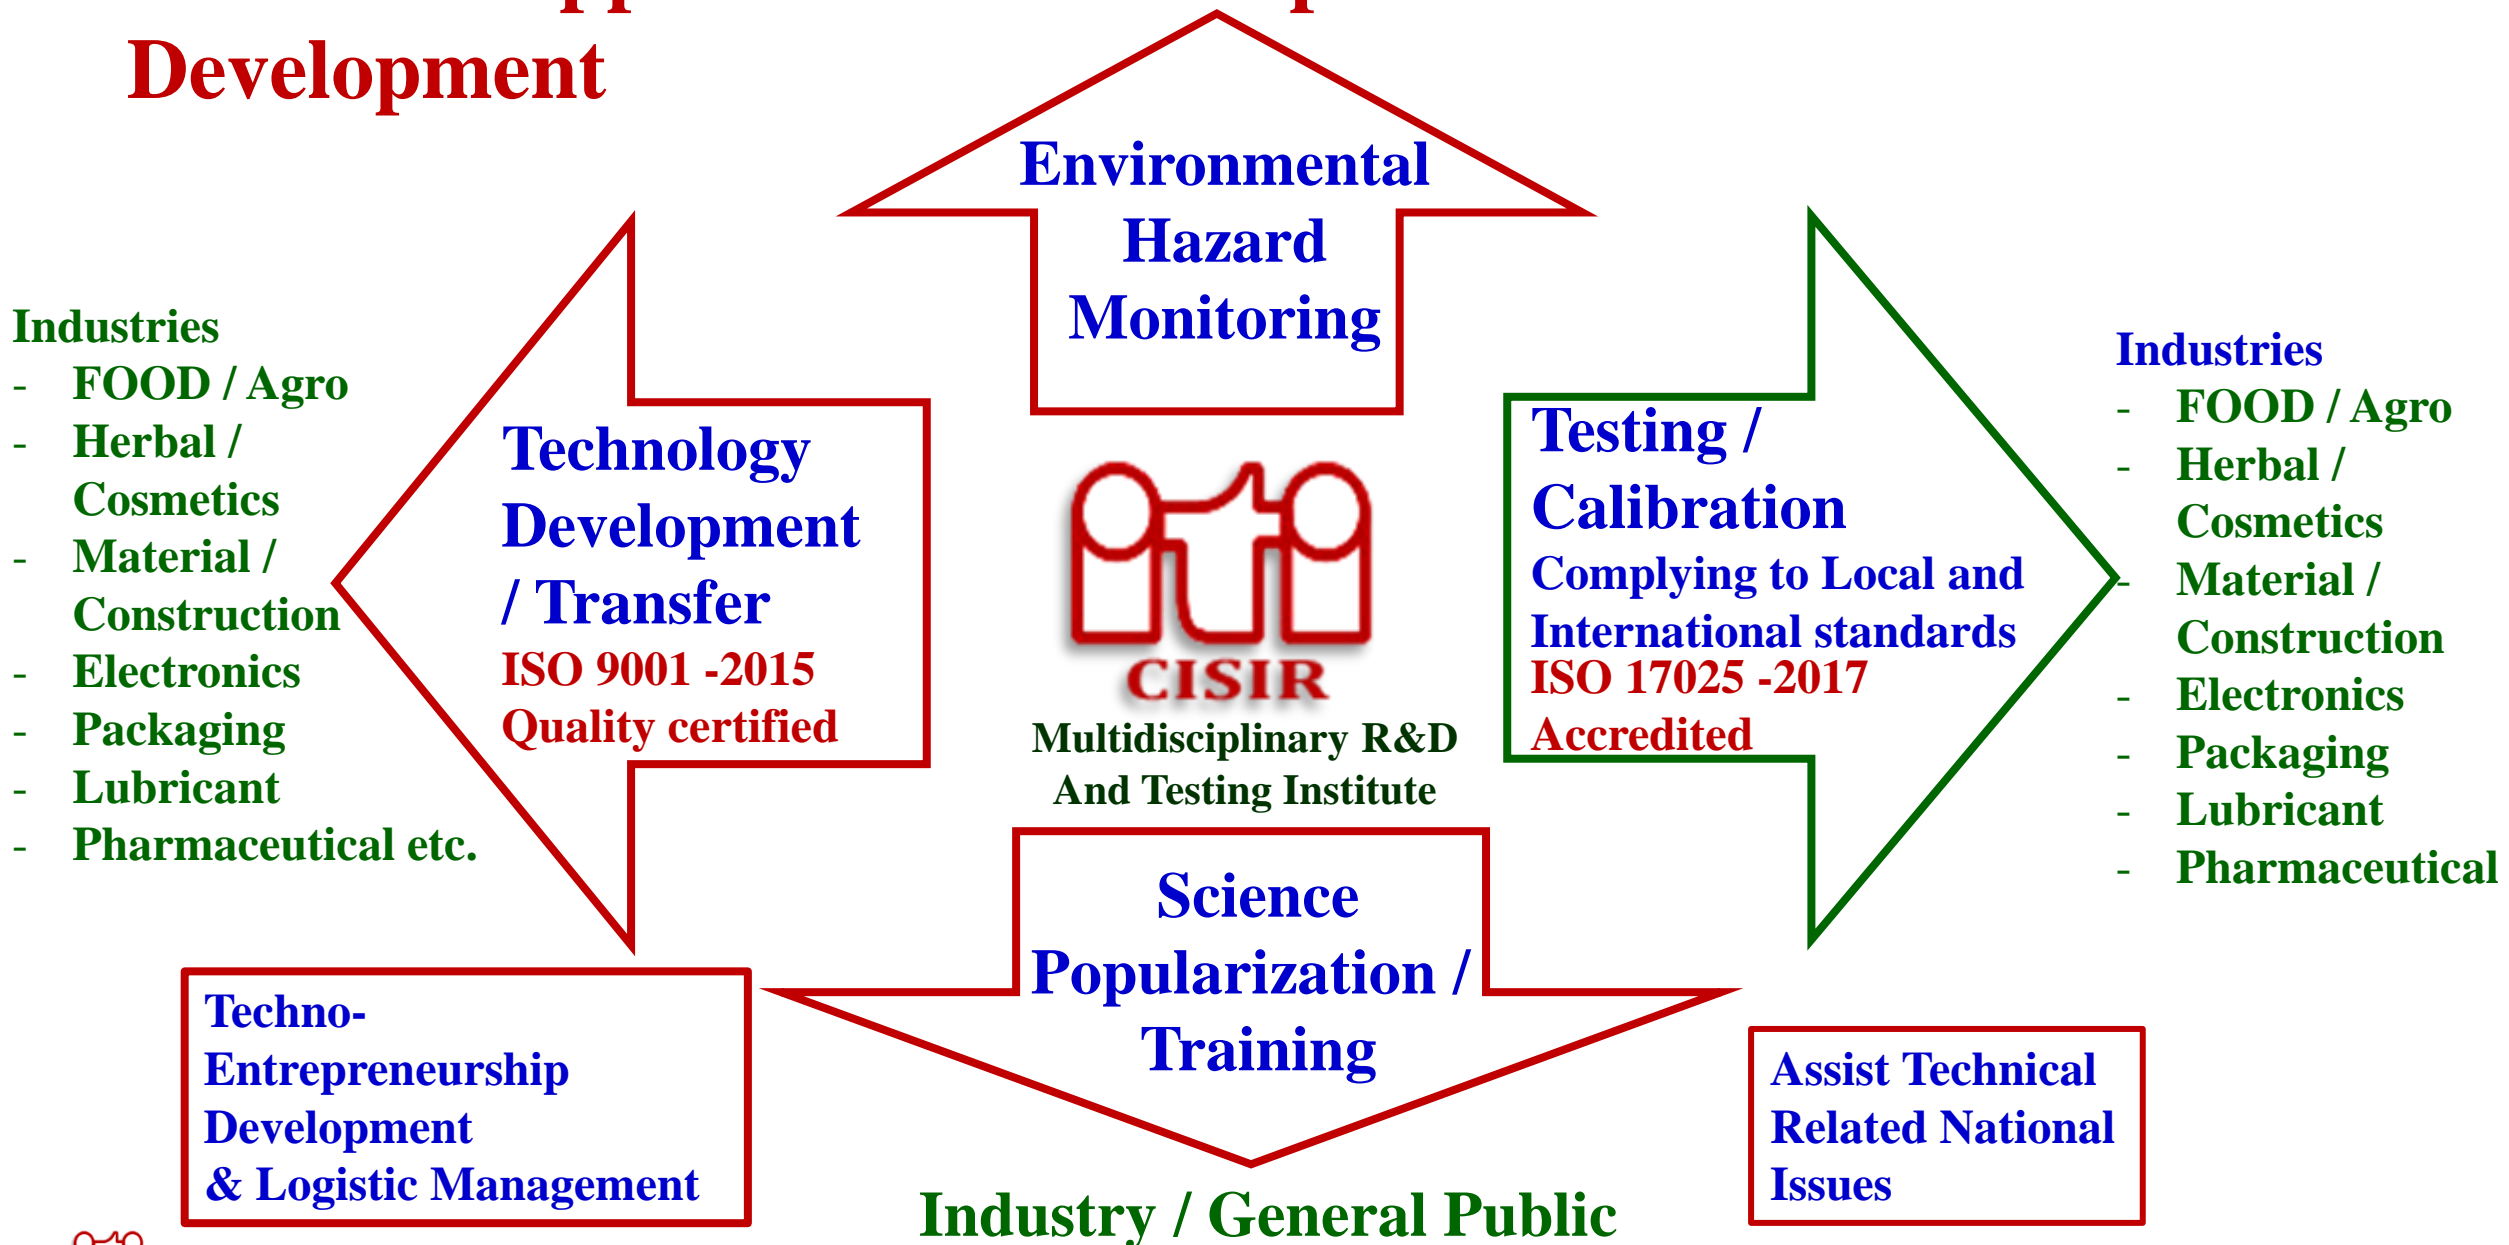 Development
Environmental
Hazard
Monitoring
Industries
- FOOD / Agro
- Herbal /
Cosmetics
- Material /
Construction
- Electronics
- Packaging
- Lubricant
- Pharmaceutical etc.
Technology
Development
/ Transfer
ISO 9001 -2015
Quality certified
CISIR
Multidisciplinary R&D
And Testing Institute
Testing /
Calibration
Complying to Local and
International standards
ISO 17025 -2017
Accredited
Industries
- FOOD / Agro
- Herbal /
Cosmetics
- Material /
Construction
- Electronics
- Packaging
- Lubricant
- Pharmaceutical
Science
Popularization /
Training
Techno-
Entrepreneurship
Development
& Logistic Management
Assist Technical
Related National
Issues
Industry / General Public